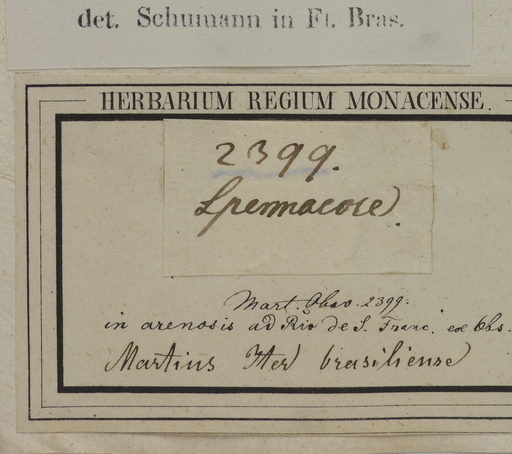 det. Schumann in Fl. Bras.
HERBARIUM REGIUM MONACENSE.
2399.
Spermacoce.
Mart. Obsv. 2399.
in arenosis ad Rio de S. Franc. ex Obs.
Martius Iter brasiliense